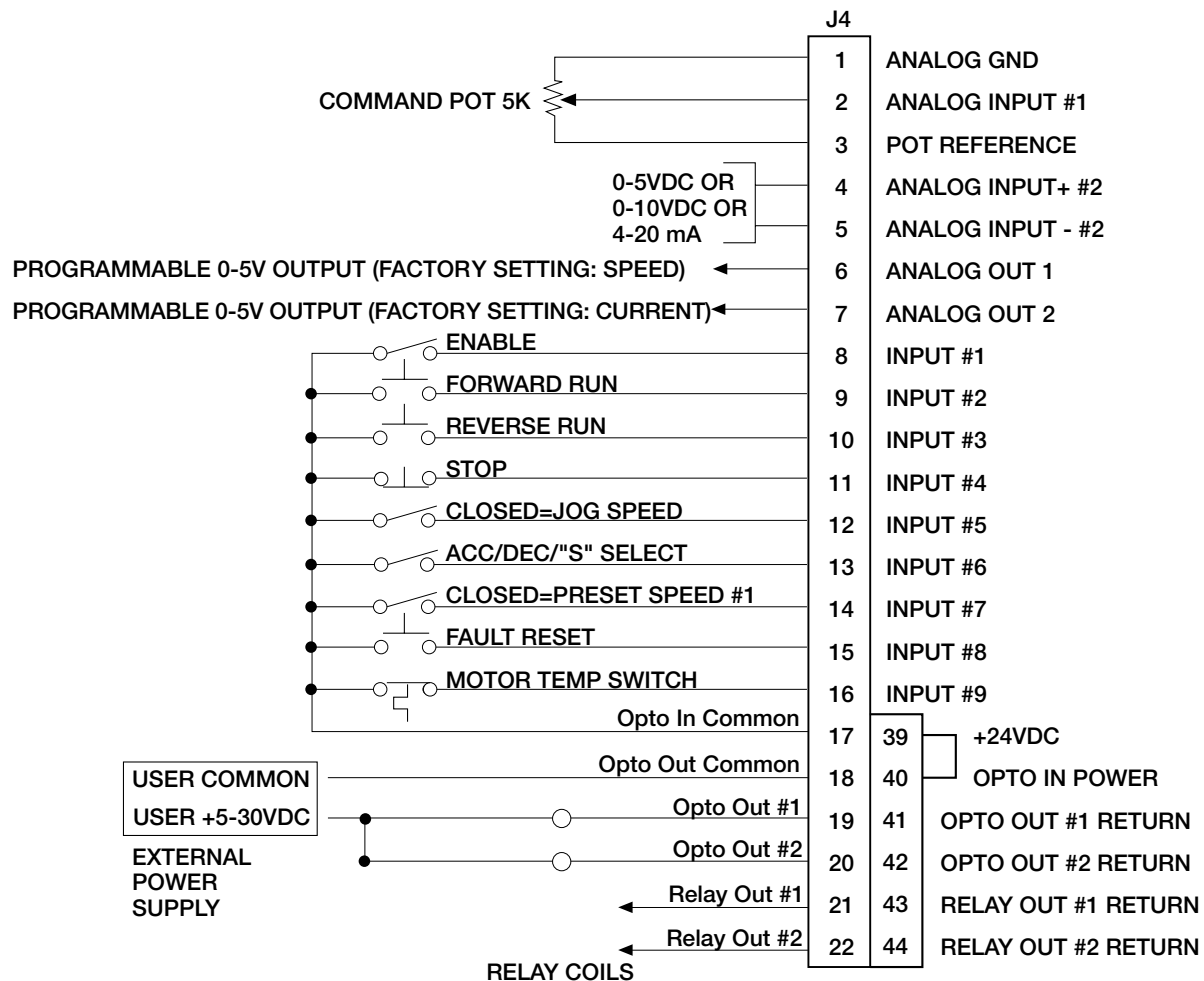 J4
1 ANALOG GND
COMMAND POT 5K 2 ANALOG INPUT #1
3 POT REFERENCE
0-5VDC OR 4 ANALOG INPUT+ #2
0-10VDC OR
4-20 mA 5 ANALOG INPUT - #2
PROGRAMMABLE 0-5V OUTPUT (FACTORY SETTING: SPEED) 6 ANALOG OUT 1
PROGRAMMABLE 0-5V OUTPUT (FACTORY SETTING: CURRENT) 7 ANALOG OUT 2
ENABLE 8 INPUT #1
FORWARD RUN 9 INPUT #2
REVERSE RUN 10 INPUT #3
STOP 11 INPUT #4
CLOSED=JOG SPEED 12 INPUT #5
ACC/DEC/"S" SELECT 13 INPUT #6
CLOSED=PRESET SPEED #1 14 INPUT #7
FAULT RESET 15 INPUT #8
MOTOR TEMP SWITCH 16 INPUT #9
Opto In Common 17 39 +24VDC
USER COMMON Opto Out Common 18 40 OPTO IN POWER
USER +5-30VDC Opto Out #1 19 41 OPTO OUT #1 RETURN
EXTERNAL Opto Out #2 20 42 OPTO OUT #2 RETURN
POWER
SUPPLY Relay Out #1 21 43 RELAY OUT #1 RETURN
Relay Out #2 22 44 RELAY OUT #2 RETURN
RELAY COILS